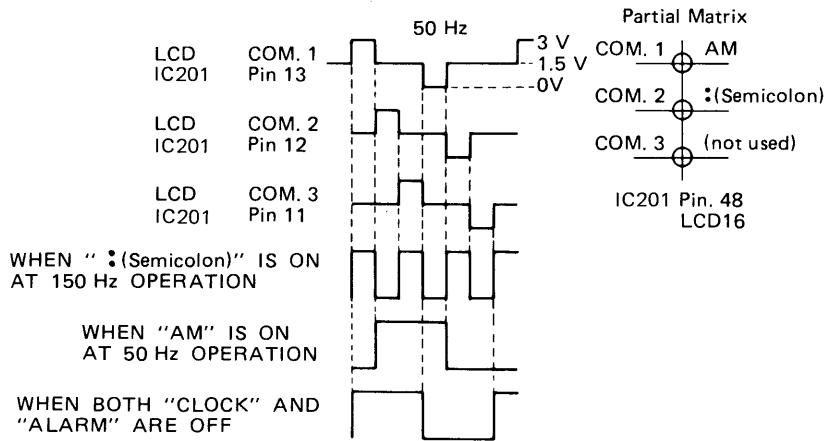 50 Hz
LCD COM. 1
IC201 Pin 13
3 V
1.5 V
0V
LCD COM. 2
IC201 Pin 12
LCD COM. 3
IC201 Pin 11
WHEN " : (Semicolon)" IS ON
AT 150 Hz OPERATION
WHEN "AM" IS ON
AT 50 Hz OPERATION
WHEN BOTH "CLOCK" AND
"ALARM" ARE OFF
Partial Matrix
COM. 1 AM
COM. 2 : (Semicolon)
COM. 3 (not used)
IC201 Pin. 48
LCD16